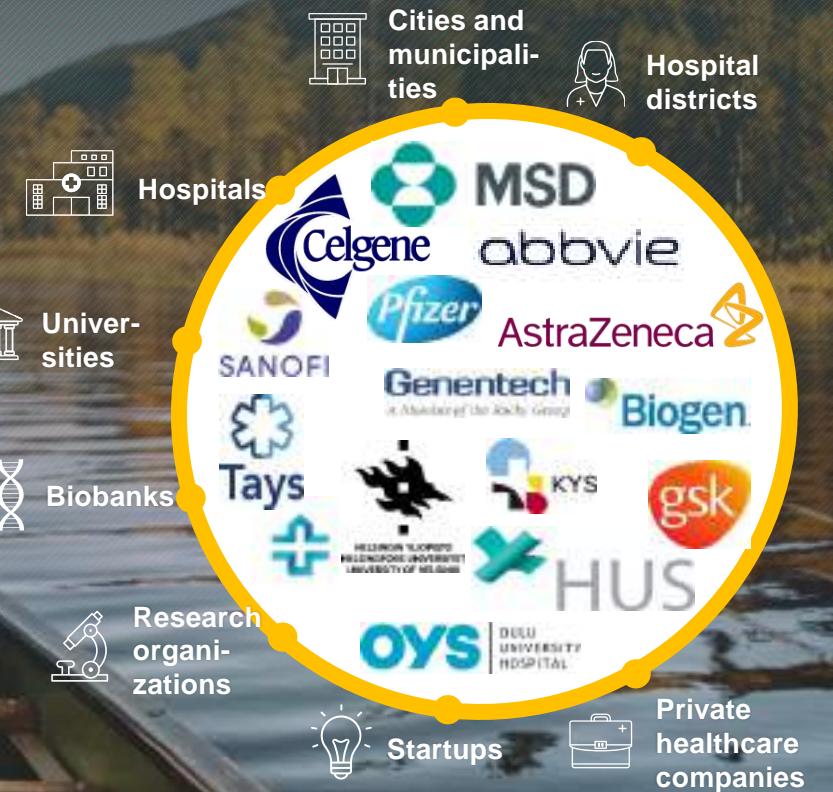 Cities and
municipali-
ties
Hospital
districts
Hospitals
MSD
Celgene
abbvie
Univer-
sities
Pfizer
AstraZeneca
SANOFI
Genentech
A Member of the Roche Group
Biogen
Tays
KYS
gsk
Biobanks
HELSINGIN YLIOPISTO
HELSINGFORS UNIVERSITET
UNIVERSITY OF HELSINKI
HUS
Research
organi-
zations
OYS
OULU
UNIVERSITY
HOSPITAL
Startups
Private
healthcare
companies